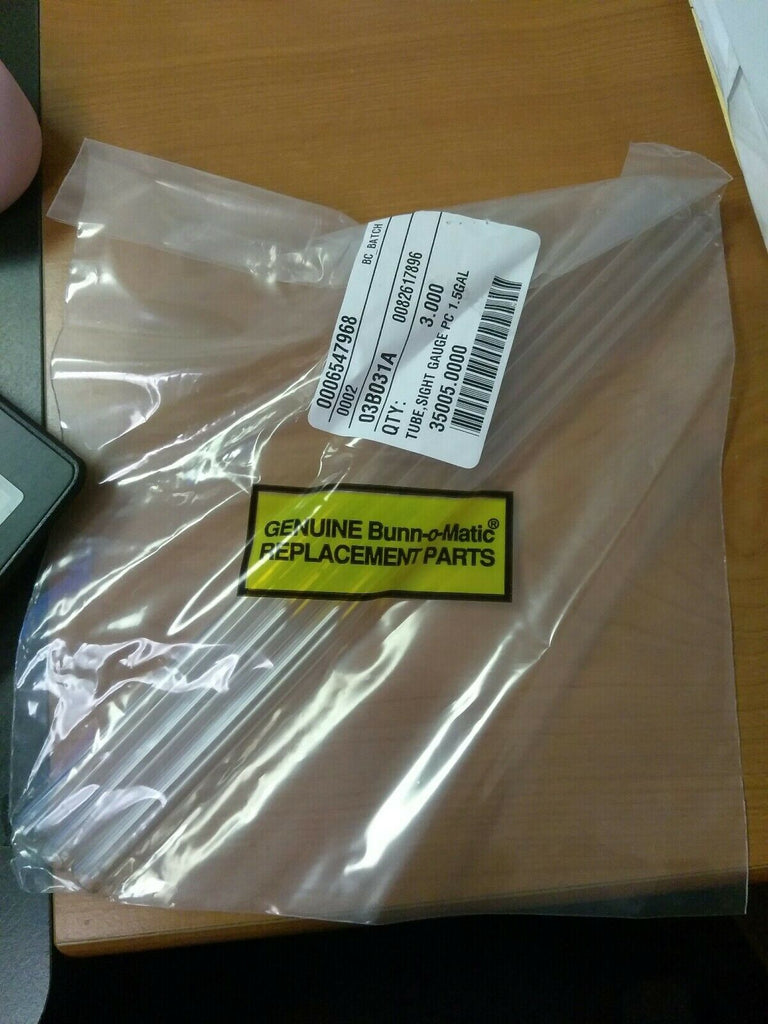 0006547968
0002 BC BATCH
03B031A 0082617896
QTY: 3.000
TUBE,SIGHT GAUGE PC 1.5GAL
35005.0000
GENUINE Bunn-o-Matic®
REPLACEMENT PARTS